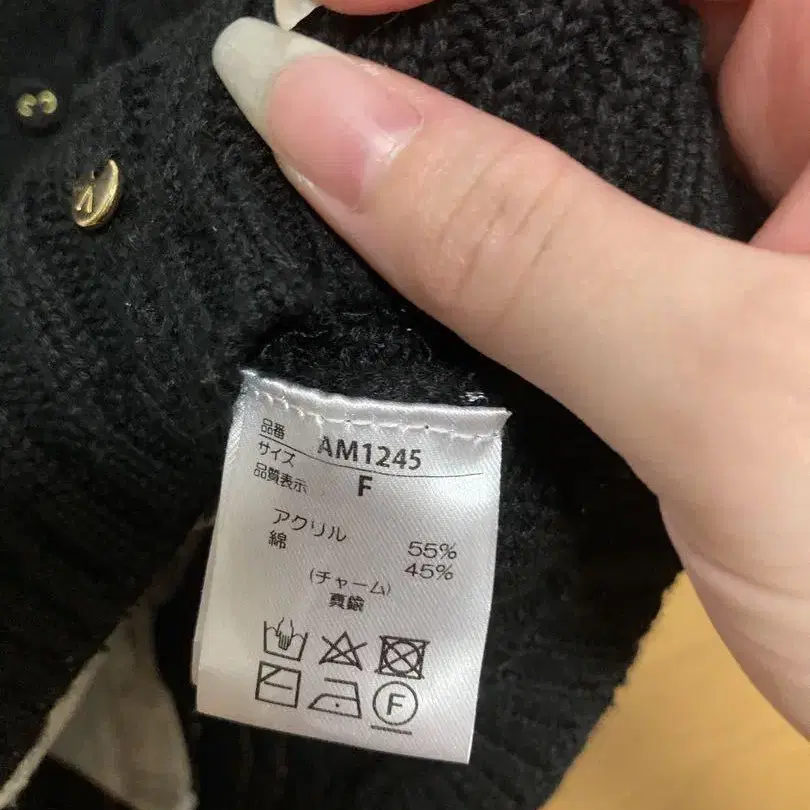 品番 AM1245
サイズ F
品質表示
アクリル 55%
綿 45%
(チャーム)
真鍮
F